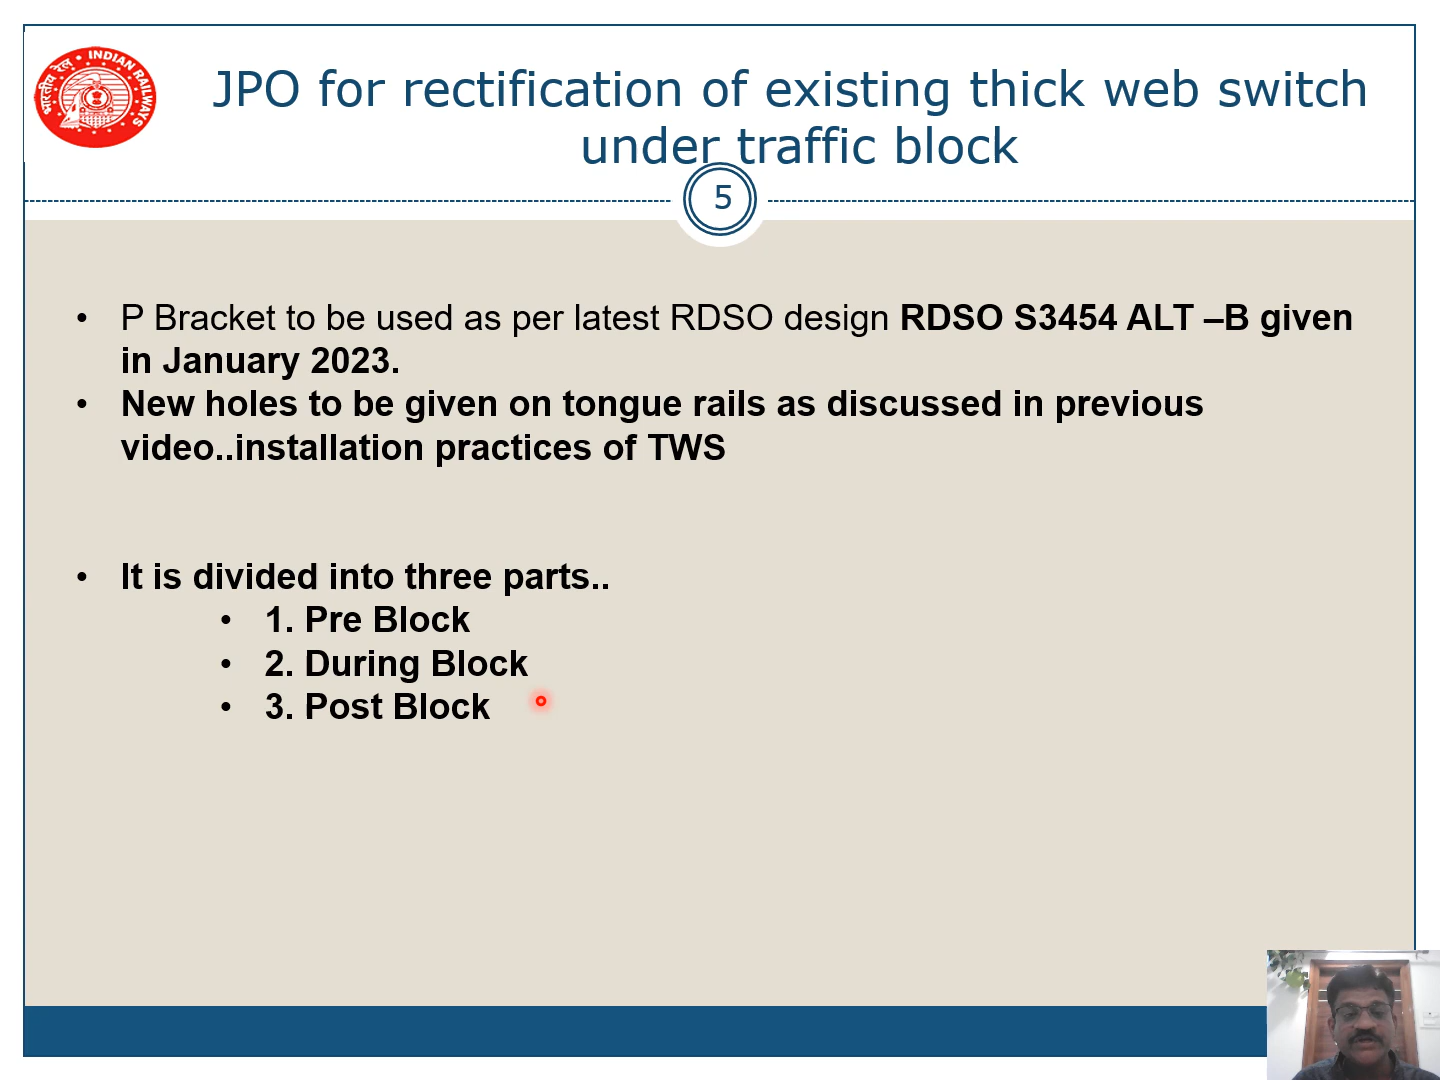 भारतीय रेल • INDIAN RAILWAYS
JPO for rectification of existing thick web switch
under traffic block
5
• P Bracket to be used as per latest RDSO design RDSO S3454 ALT –B given
in January 2023.
• New holes to be given on tongue rails as discussed in previous
video..installation practices of TWS
• It is divided into three parts..
• 1. Pre Block
• 2. During Block
• 3. Post Block